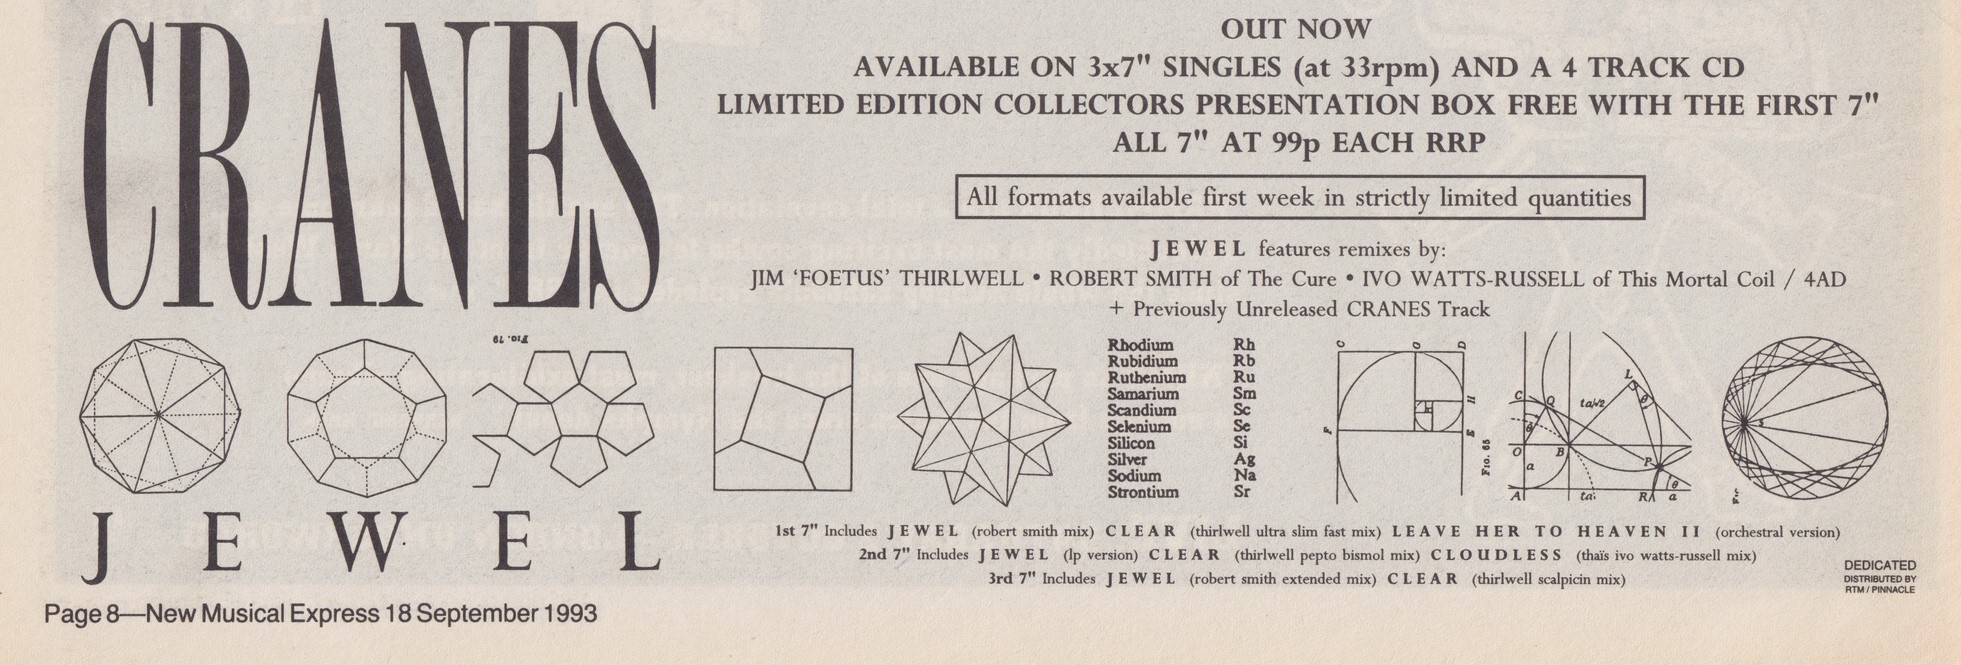 CRANES
OUT NOW
AVAILABLE ON 3x7" SINGLES (at 33rpm) AND A 4 TRACK CD
LIMITED EDITION COLLECTORS PRESENTATION BOX FREE WITH THE FIRST 7"
ALL 7" AT 99p EACH RRP
All formats available first week in strictly limited quantities
JEWEL features remixes by:
JIM ‘FOETUS’ THIRLWELL • ROBERT SMITH of The Cure • IVO WATTS-RUSSELL of This Mortal Coil / 4AD
+ Previously Unreleased CRANES Track
FIG. 79
Rhodium Rh
Rubidium Rb
Ruthenium Ru
Samarium Sm
Scandium Sc
Selenium Se
Silicon Si
Silver Ag
Sodium Na
Strontium Sr
C G D
H
F E
FIG. 65
L
C Q ta√2 θ
θ
O B P
a θ
A ta R a
S
JEWEL
1st 7" Includes JEWEL (robert smith mix) CLEAR (thirlwell ultra slim fast mix) LEAVE HER TO HEAVEN II (orchestral version)
2nd 7" Includes JEWEL (lp version) CLEAR (thirlwell pepto bismol mix) CLOUDLESS (thaïs ivo watts-russell mix)
3rd 7" Includes JEWEL (robert smith extended mix) CLEAR (thirlwell scalpicin mix)
DEDICATED
DISTRIBUTED BY
RTM / PINNACLE
Page 8—New Musical Express 18 September 1993